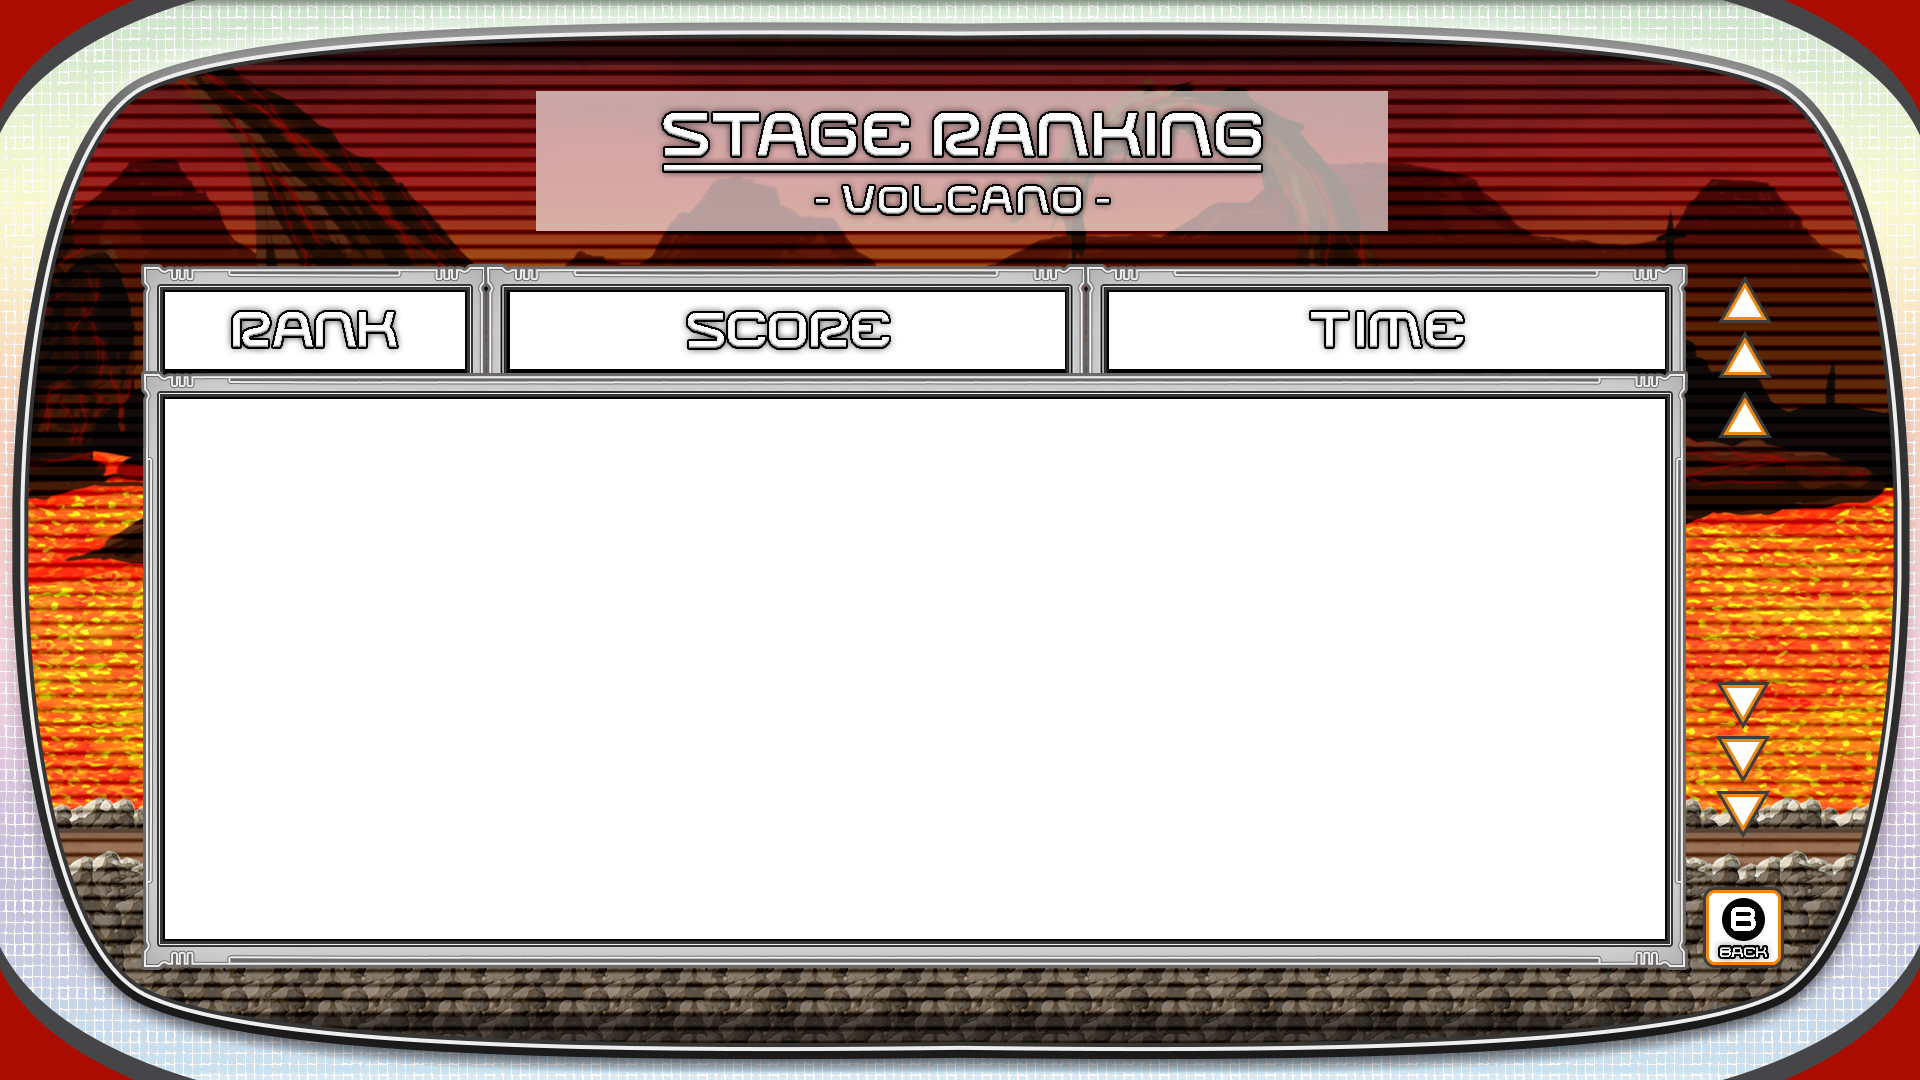 STAGE RANKING
- VOLCANO -
RANK SCORE TIME
B
BACK